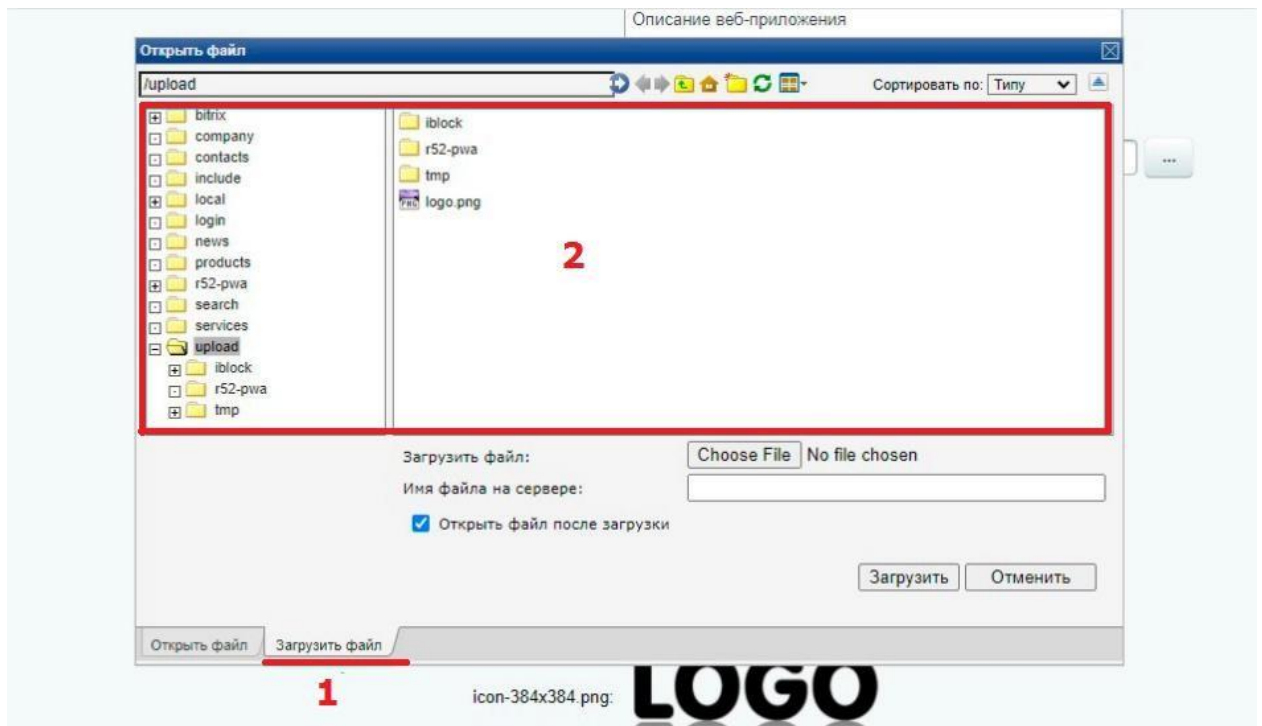 Описание веб-приложения
Открыть файл
/upload
Сортировать по: Типу
bitrix
company
contacts
include
local
login
news
products
r52-pwa
search
services
upload
iblock
r52-pwa
tmp
iblock
r52-pwa
tmp
logo.png
2
...
Загрузить файл: Choose File No file chosen
Имя файла на сервере:
Открыть файл после загрузки
Загрузить Отменить
Открыть файл Загрузить файл
1
icon-384x384.png: LOGO